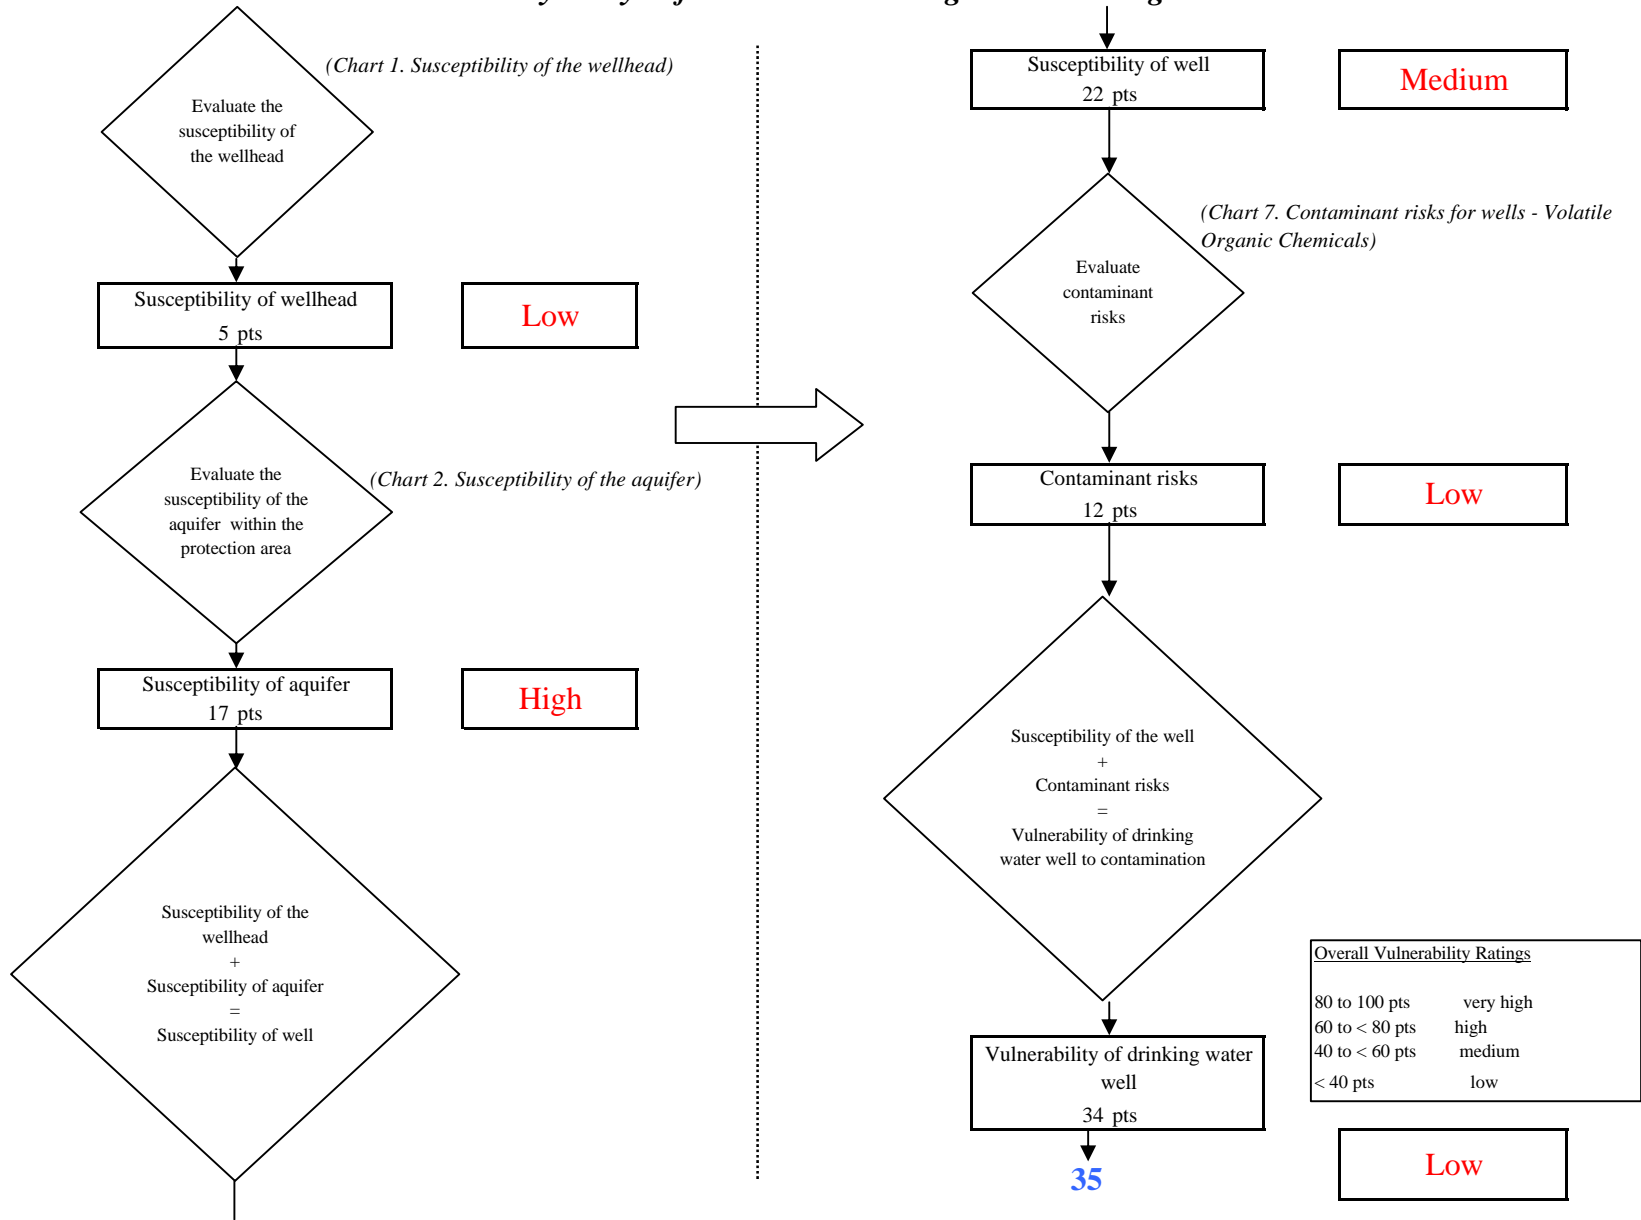 (Chart 1. Susceptibility of the wellhead)
Evaluate the
susceptibility of
the wellhead
Susceptibility of wellhead
5 pts
Low
Evaluate the
susceptibility of the
aquifer within the
protection area
(Chart 2. Susceptibility of the aquifer)
Susceptibility of aquifer
17 pts
High
Susceptibility of the
wellhead
+
Susceptibility of aquifer
=
Susceptibility of well
Susceptibility of well
22 pts
Medium
(Chart 7. Contaminant risks for wells - Volatile
Organic Chemicals)
Evaluate
contaminant
risks
Contaminant risks
12 pts
Low
Susceptibility of the well
+
Contaminant risks
=
Vulnerability of drinking
water well to contamination
Overall Vulnerability Ratings
80 to 100 pts very high
60 to < 80 pts high
40 to < 60 pts medium
< 40 pts low
Vulnerability of drinking water
well
34 pts
35
Low